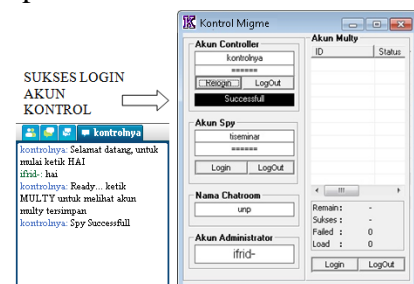 SUKSES LOGIN
AKUN
KONTROL
kontrolnya
kontrolnya: Selamat datang, untuk
mulai ketik HAI
ifrid-: hai
kontrolnya: Ready... ketik
MULTY untuk melihat akun
multy tersimpan
kontrolnya: Spy Successfull
Kontrol Migme
Akun Controller
kontrolnya
======
Relogin LogOut
Successfull
Akun Spy
tiseminar
======
Login LogOut
Nama Chatroom
unp
Akun Administrator
ifrid-
Akun Multy
ID Status
Remain : -
Sukses : -
Failed : 0
Load : 0
Login LogOut